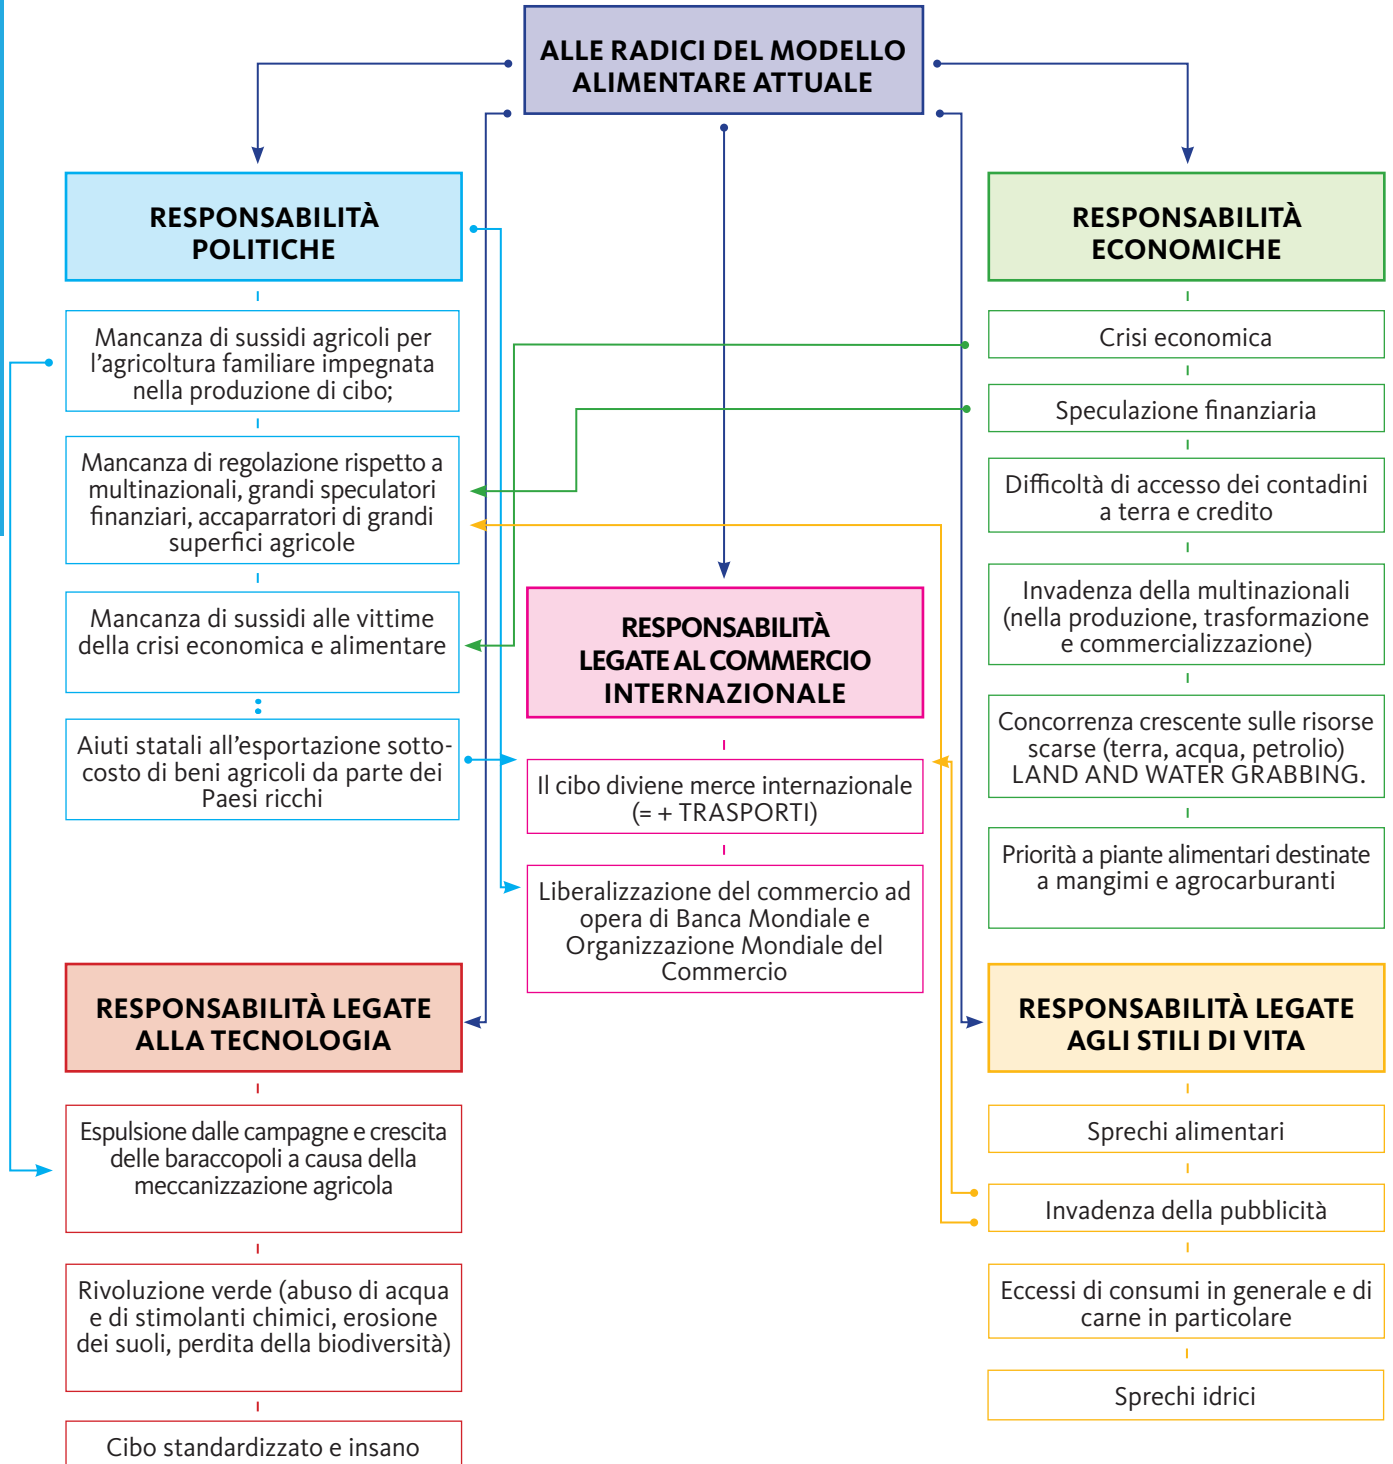 ALLE RADICI DEL MODELLO
ALIMENTARE ATTUALE
RESPONSABILITÀ
POLITICHE
Mancanza di sussidi agricoli per
l'agricoltura familiare impegnata
nella produzione di cibo;
Mancanza di regolazione rispetto a
multinazionali, grandi speculatori
finanziari, accaparratori di grandi
superfici agricole
Mancanza di sussidi alle vittime
della crisi economica e alimentare
Aiuti statali all'esportazione sotto-
costo di beni agricoli da parte dei
Paesi ricchi
RESPONSABILITÀ
ECONOMICHE
Crisi economica
Speculazione finanziaria
Difficoltà di accesso dei contadini
a terra e credito
Invadenza della multinazionali
(nella produzione, trasformazione
e commercializzazione)
Concorrenza crescente sulle risorse
scarse (terra, acqua, petrolio)
LAND AND WATER GRABBING.
Priorità a piante alimentari destinate
a mangimi e agrocarburanti
RESPONSABILITÀ
LEGATE AL COMMERCIO
INTERNAZIONALE
Il cibo diviene merce internazionale
(= + TRASPORTI)
Liberalizzazione del commercio ad
opera di Banca Mondiale e
Organizzazione Mondiale del
Commercio
RESPONSABILITÀ LEGATE
ALLA TECNOLOGIA
Espulsione dalle campagne e crescita
delle baraccopoli a causa della
meccanizzazione agricola
Rivoluzione verde (abuso di acqua
e di stimolanti chimici, erosione
dei suoli, perdita della biodiversità)
Cibo standardizzato e insano
RESPONSABILITÀ LEGATE
AGLI STILI DI VITA
Sprechi alimentari
Invadenza della pubblicità
Eccessi di consumi in generale e di
carne in particolare
Sprechi idrici